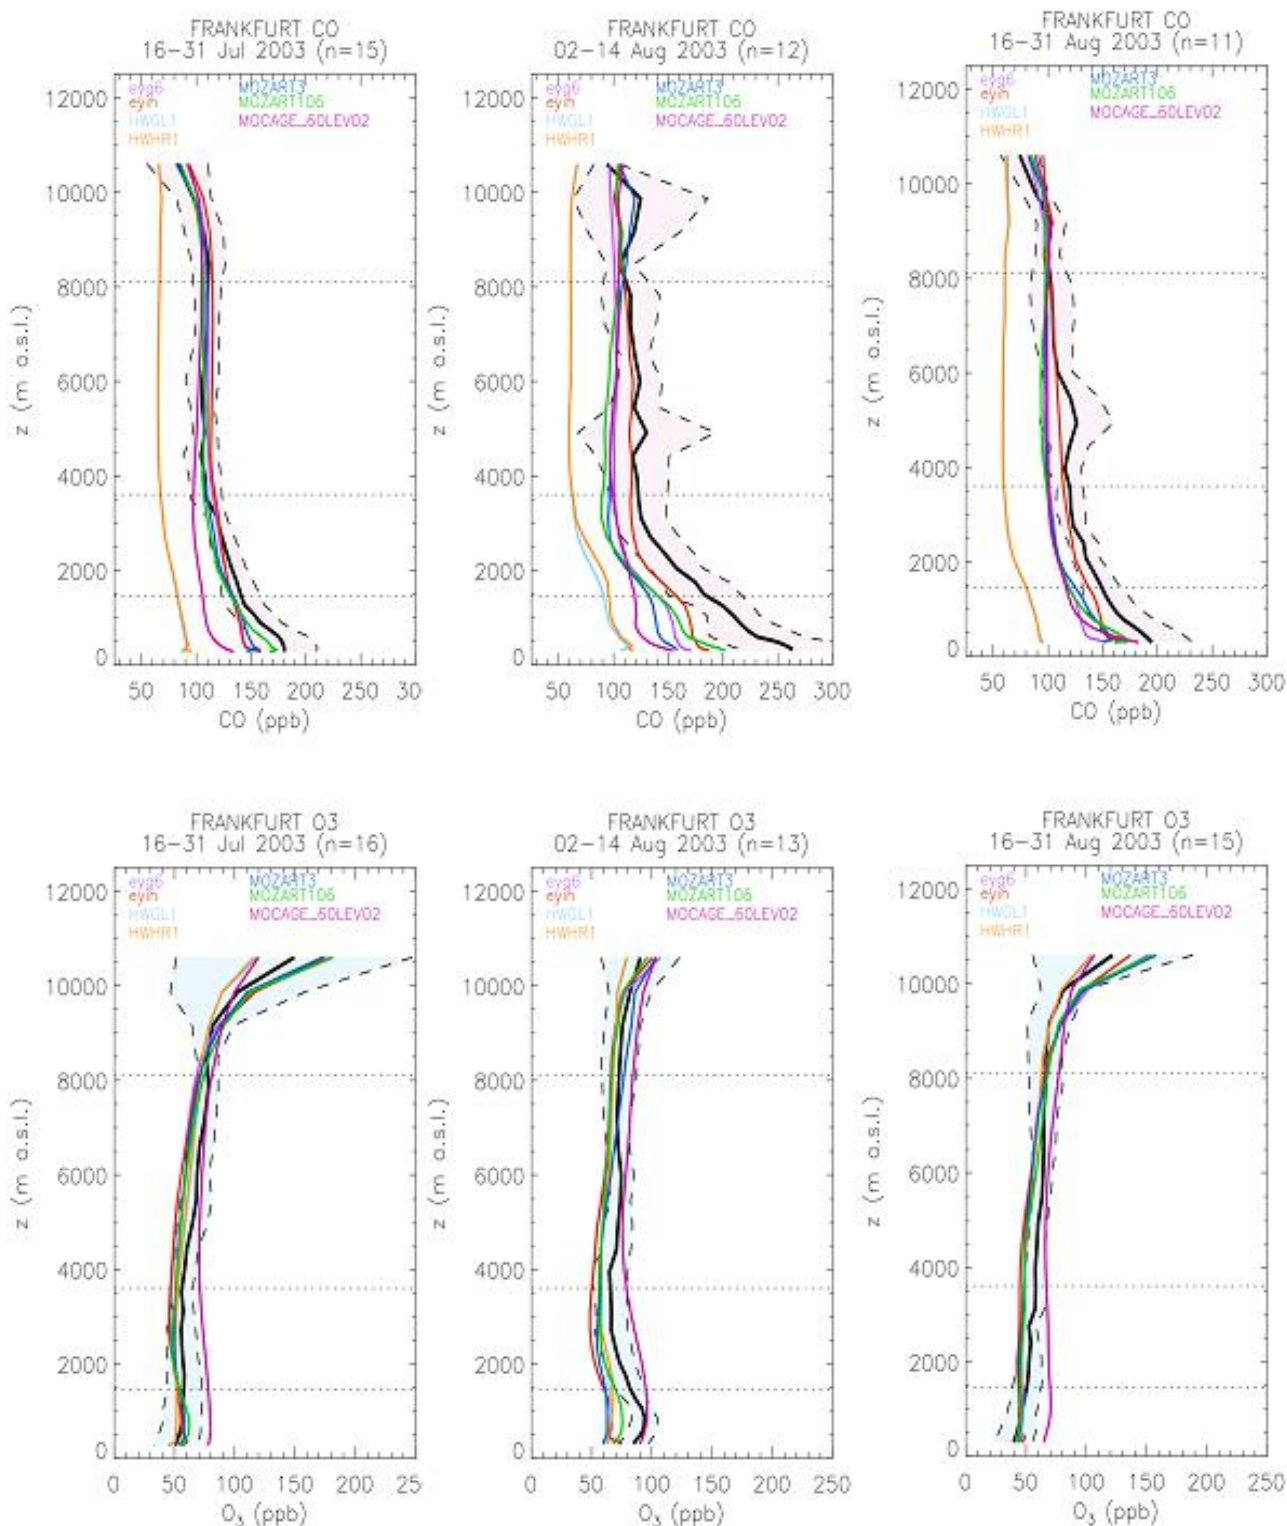 FRANKFURT CO
16-31 Jul 2003 (n=15)
12000
10000
8000
6000
4000
2000
0
z (m a.s.l.)
eyg6
eyih
HWGL1
HWHR1
MOZART3
MOZART106
MOCAGE_60LEV02
50 100 150 200 250 30
CO (ppb)
FRANKFURT CO
02-14 Aug 2003 (n=12)
12000
10000
8000
6000
4000
2000
0
z (m a.s.l.)
eyg6
eyih
HWGL1
HWHR1
MOZART3
MOZART106
MOCAGE_60LEV02
50 100 150 200 250 300
CO (ppb)
FRANKFURT CO
16-31 Aug 2003 (n=11)
12000
10000
8000
6000
4000
2000
0
z (m a.s.l.)
eyg6
eyih
HWGL1
HWHR1
MOZART3
MOZART106
MOCAGE_60LEV02
50 100 150 200 250 300
CO (ppb)
FRANKFURT O3
16-31 Jul 2003 (n=16)
12000
10000
8000
6000
4000
2000
0
z (m a.s.l.)
eyg6
eyih
HWGL1
HWHR1
MOZART3
MOZART106
MOCAGE_60LEV02
0 50 100 150 200 25
O3 (ppb)
FRANKFURT O3
02-14 Aug 2003 (n=13)
12000
10000
8000
6000
4000
2000
0
z (m a.s.l.)
eyg6
eyih
HWGL1
HWHR1
MOZART3
MOZART106
MOCAGE_60LEV02
0 50 100 150 200 250
O3 (ppb)
FRANKFURT O3
16-31 Aug 2003 (n=15)
12000
10000
8000
6000
4000
2000
0
z (m a.s.l.)
eyg6
eyih
HWGL1
HWHR1
MOZART3
MOZART106
MOCAGE_60LEV02
0 50 100 150 200 250
O3 (ppb)